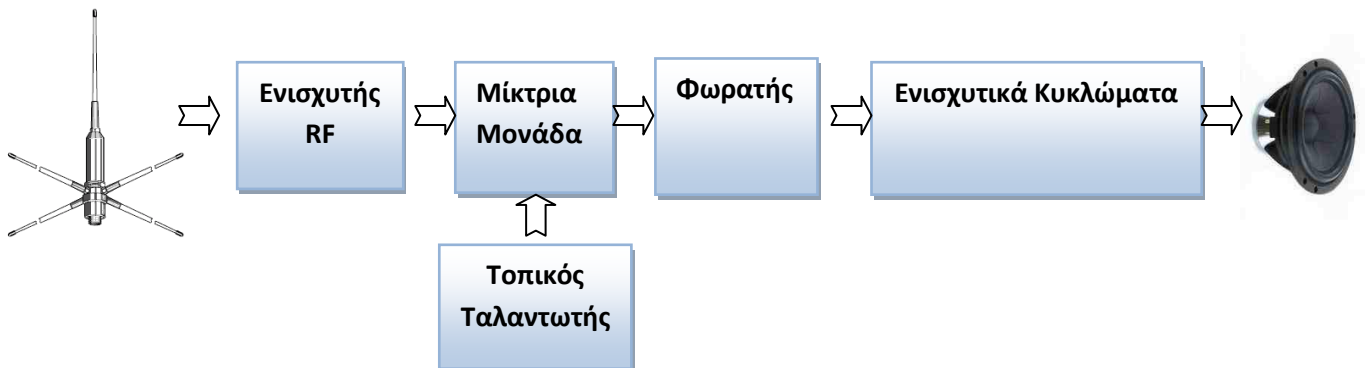 Ενισχυτής
RF
Μίκτρια
Μονάδα
Φωρατής
Ενισχυτικά Κυκλώματα
Τοπικός
Ταλαντωτής